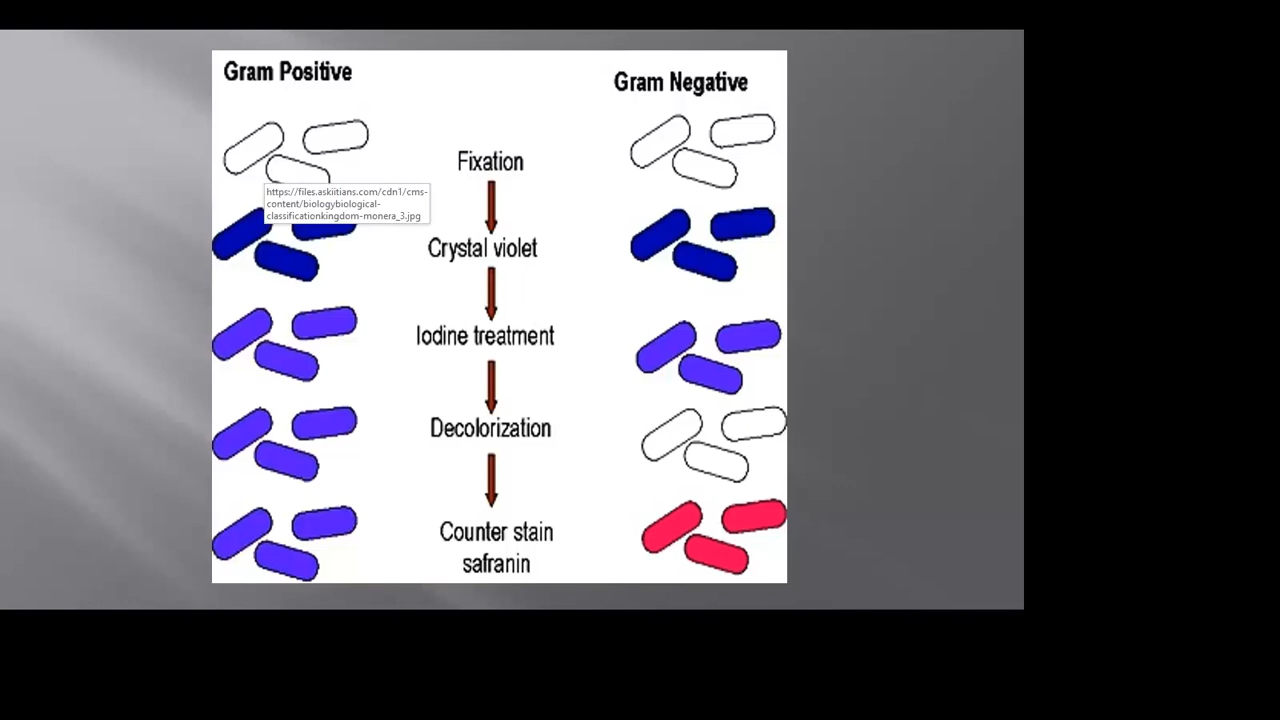 Gram Positive
Gram Negative
Fixation
https://files.askiitians.com/cdn1/cms-
content/biologybiological-
classificationkingdom-monera_3.jpg
Crystal violet
Iodine treatment
Decolorization
Counter stain
safranin